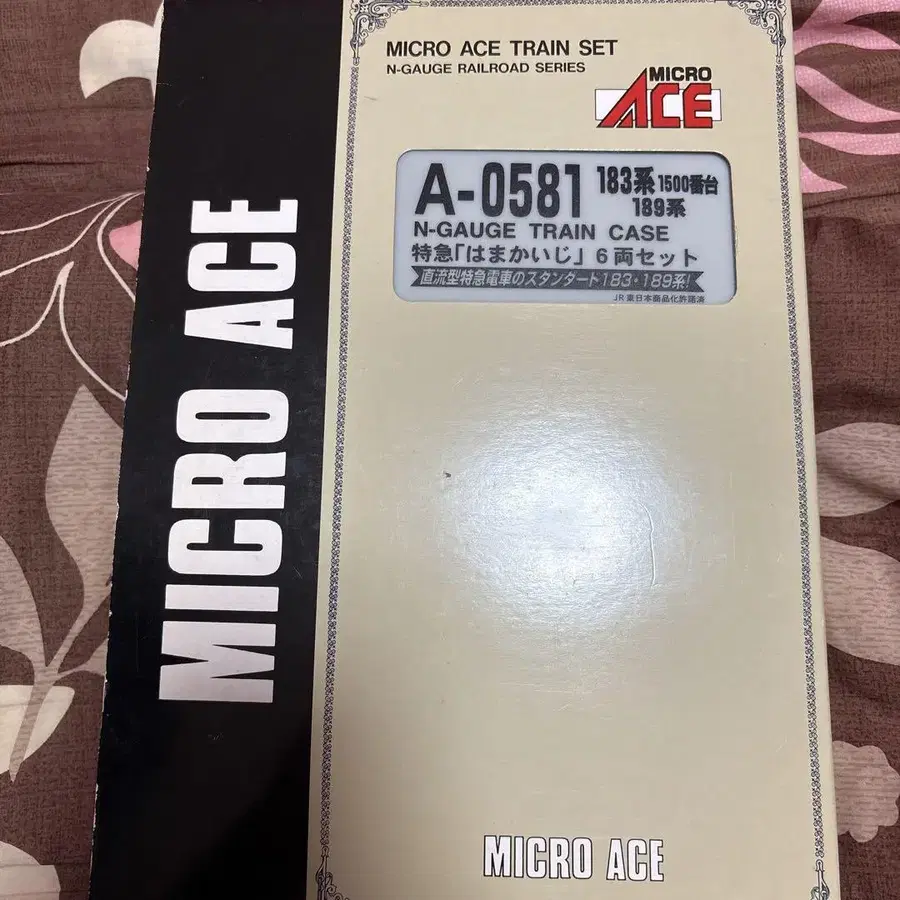 MICRO ACE
MICRO ACE TRAIN SET
N-GAUGE RAILROAD SERIES
MICRO
ACE
A-0581 183系 1500番台
189系
N-GAUGE TRAIN CASE
特急「はまかいじ」6両セット
直流型特急電車のスタンダード183・189系!
JR東日本商品化許諾済
MICRO ACE